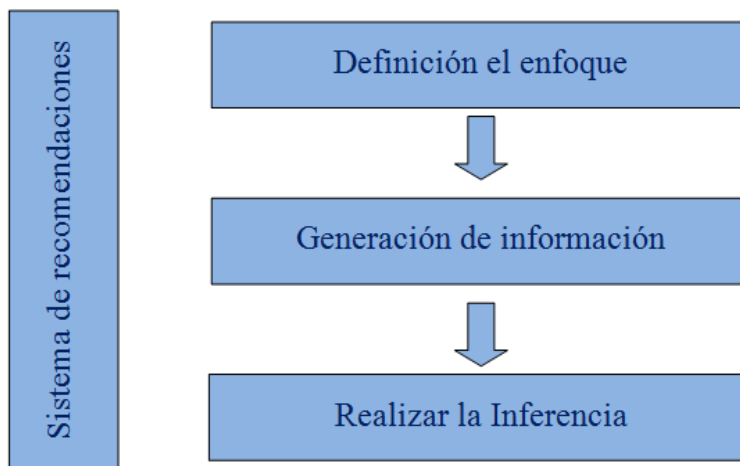 Sistema de recomendaciones
Definición el enfoque
Generación de información
Realizar la Inferencia